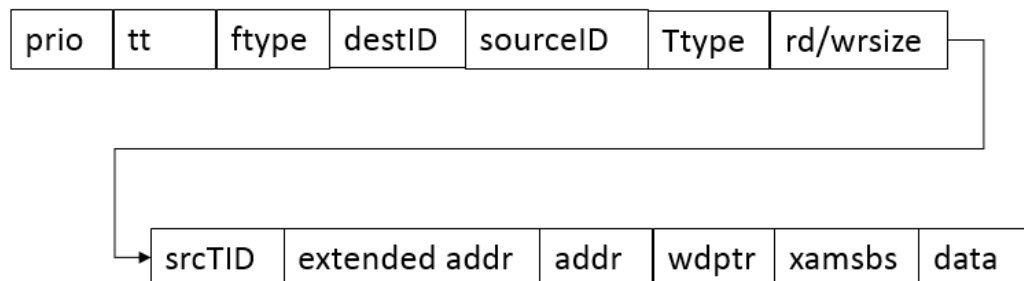 prio tt ftype destID sourceID Ttype rd/wrsize
srcTID extended addr addr wdptr xamsbs data